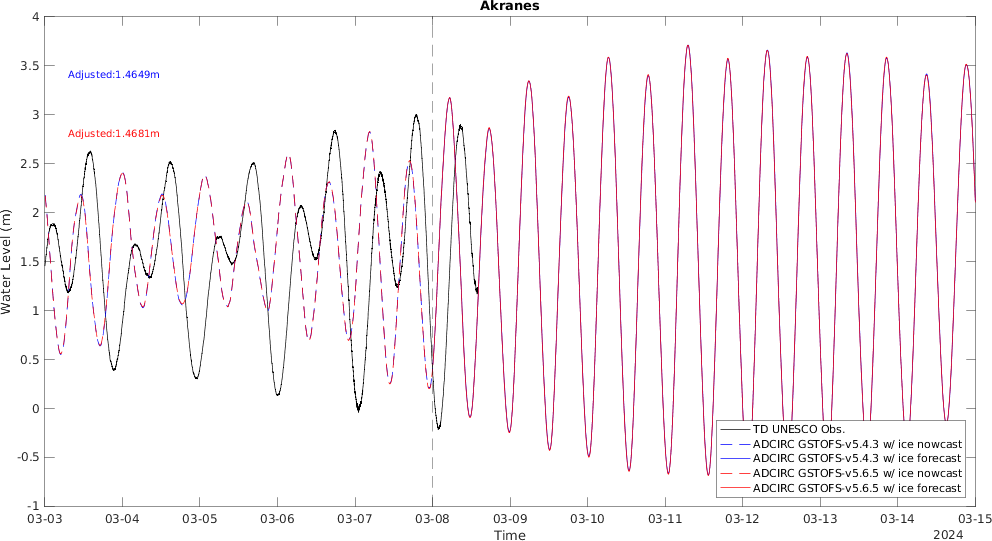 Akranes
4
3.5
3
2.5
2
1.5
1
0.5
0
-0.5
-1
Water Level (m)
Adjusted:1.4649m
Adjusted:1.4681m
TD UNESCO Obs.
ADCIRC GSTOFS-v5.4.3 w/ ice nowcast
ADCIRC GSTOFS-v5.4.3 w/ ice forecast
ADCIRC GSTOFS-v5.6.5 w/ ice nowcast
ADCIRC GSTOFS-v5.6.5 w/ ice forecast
03-03 03-04 03-05 03-06 03-07 03-08 03-09 03-10 03-11 03-12 03-13 03-14 03-15
Time
2024